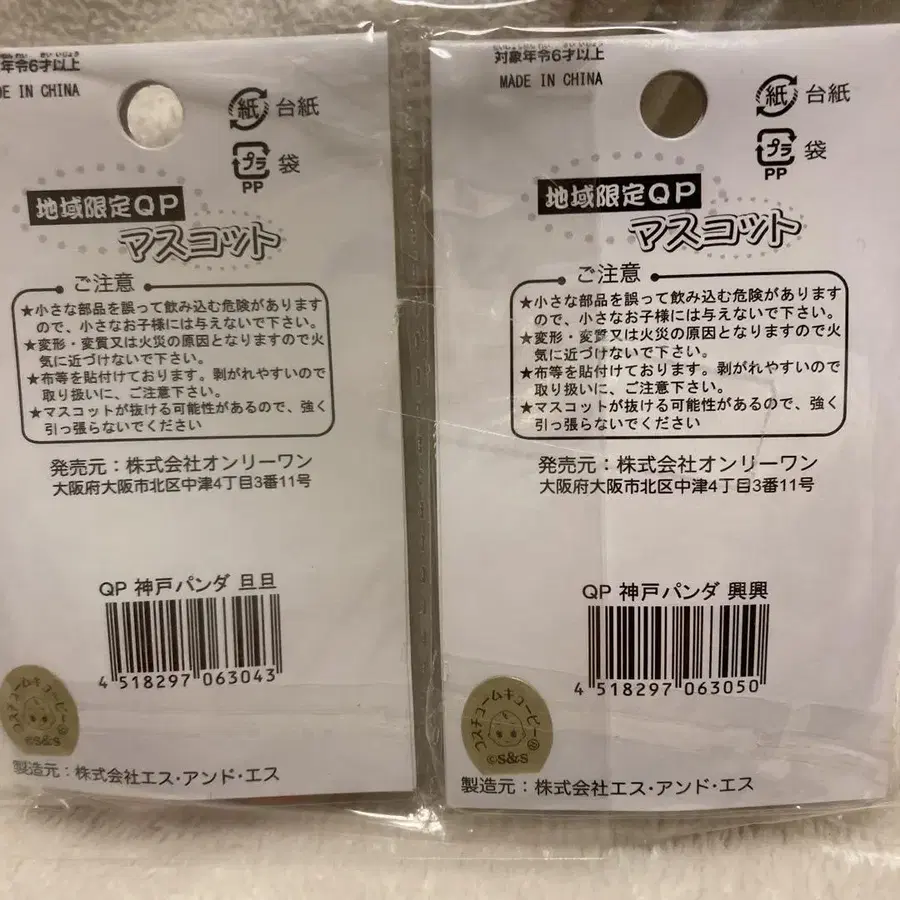 年令6才以上
DE IN CHINA
紙 台紙
プラ 袋
PP
地域限定QP
マスコット
ご注意
★小さな部品を誤って飲み込む危険がありますので、小さなお子様には与えないで下さい。
★変形・変質又は火災の原因となりますので火気に近づけないで下さい。
★布等を貼付けております。剥がれやすいので取り扱いに、ご注意下さい。
★マスコットが抜ける可能性があるので、強く引っ張らないでください
発売元：株式会社オンリーワン
大阪府大阪市北区中津4丁目3番11号
QP 神戸パンダ 旦旦
4 518297 063043
コスチュームキューピー
©S&S
製造元：株式会社エス・アンド・エス
対象年令6才以上
MADE IN CHINA
紙 台紙
プラ 袋
PP
地域限定QP
マスコット
ご注意
★小さな部品を誤って飲み込む危険がありますので、小さなお子様には与えないで下さい。
★変形・変質又は火災の原因となりますので火気に近づけないで下さい。
★布等を貼付けております。剥がれやすいので取り扱いに、ご注意下さい。
★マスコットが抜ける可能性があるので、強く引っ張らないでください
発売元：株式会社オンリーワン
大阪府大阪市北区中津4丁目3番11号
QP 神戸パンダ 興興
4 518297 063050
コスチュームキューピー
©S&S
製造元：株式会社エス・アンド・エス